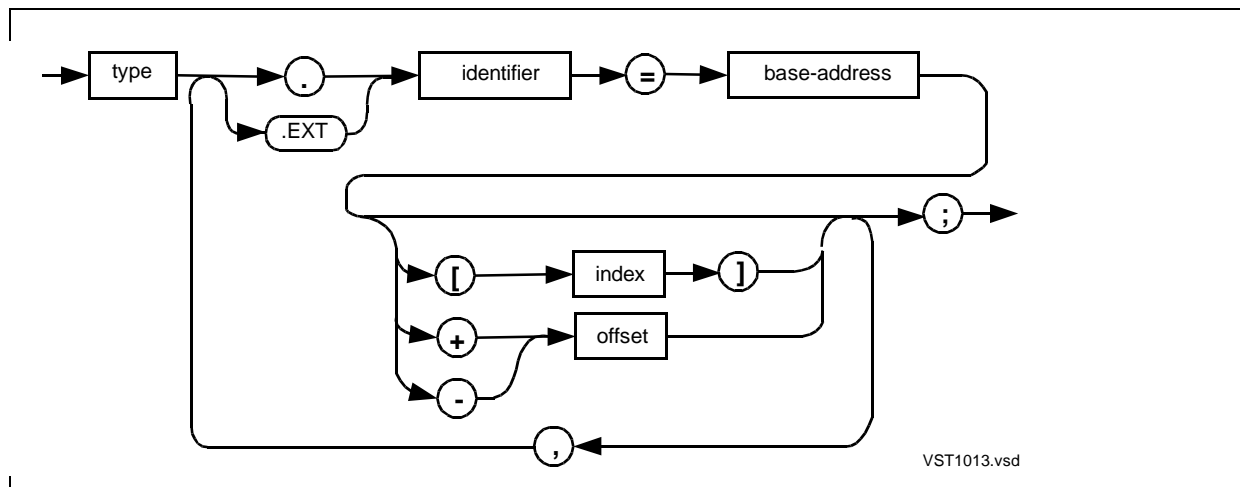 type . identifier = base-address
.EXT
;
[ index ]
+ offset
-
,
VST1013.vsd